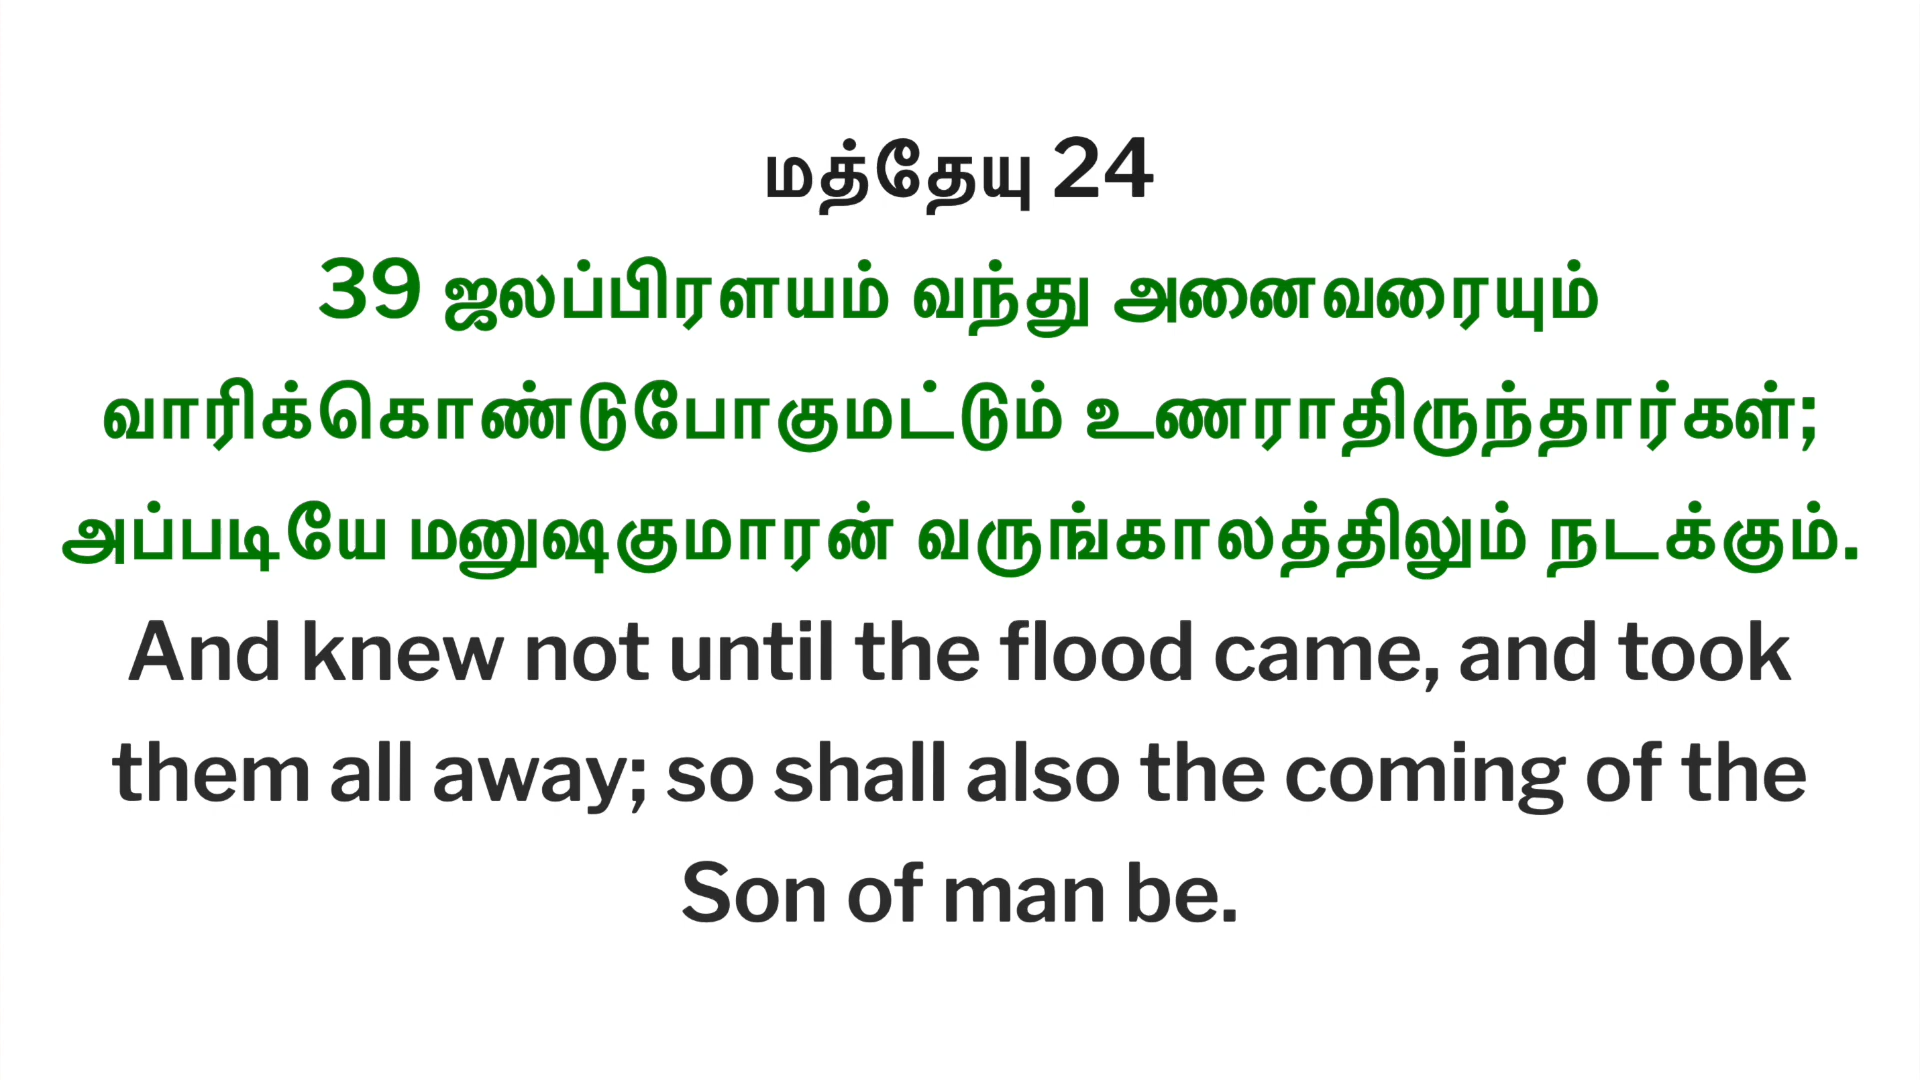 மத்தேயு 24
39 ஜலப்பிரளயம் வந்து அனைவரையும்
வாரிக்கொண்டுபோகுமட்டும் உணராதிருந்தார்கள்;
அப்படியே மனுஷகுமாரன் வருங்காலத்திலும் நடக்கும்.
And knew not until the flood came, and took
them all away; so shall also the coming of the
Son of man be.